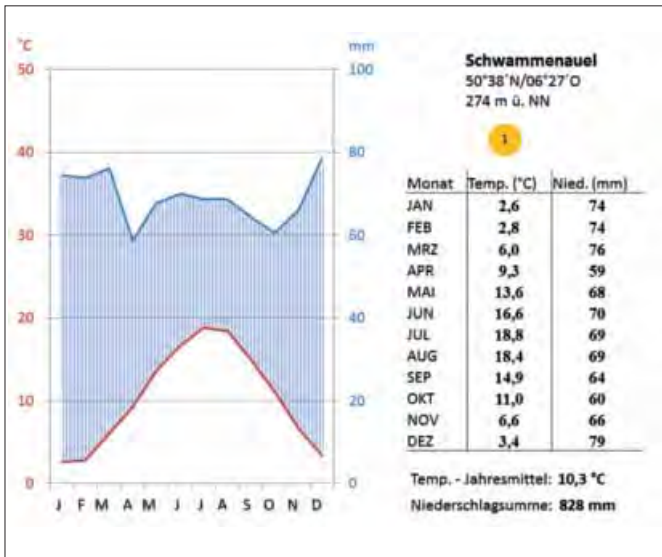 °C
mm
50
100
40
80
30
60
20
40
10
20
0
0
J F M A M J J A S O N D
Schwammenauel
50°38´N/06°27´O
274 m ü. NN
1
Monat Temp. (°C) Nied. (mm)
JAN 2,6 74
FEB 2,8 74
MRZ 6,0 76
APR 9,3 59
MAI 13,6 68
JUN 16,6 70
JUL 18,8 69
AUG 18,4 69
SEP 14,9 64
OKT 11,0 60
NOV 6,6 66
DEZ 3,4 79
Temp. - Jahresmittel: 10,3 °C
Niederschlagsumme: 828 mm